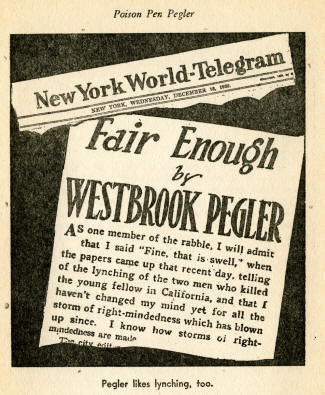 Poison Pen Pegler
New York World-Telegram
NEW YORK, WEDNESDAY, DECEMBER
Fair Enough
by
WESTBROOK PEGLER
As one member of the rabble, I will admit
that I said "Fine, that is swell," when
the papers came up that recent day, telling
of the lynching of the two men who killed
the young fellow in California, and that I
haven't changed my mind yet for all the
storm of right-mindedness which has blown
up since. I know how storms of right-
mindedness are made
The city
Pegler likes lynching, too.